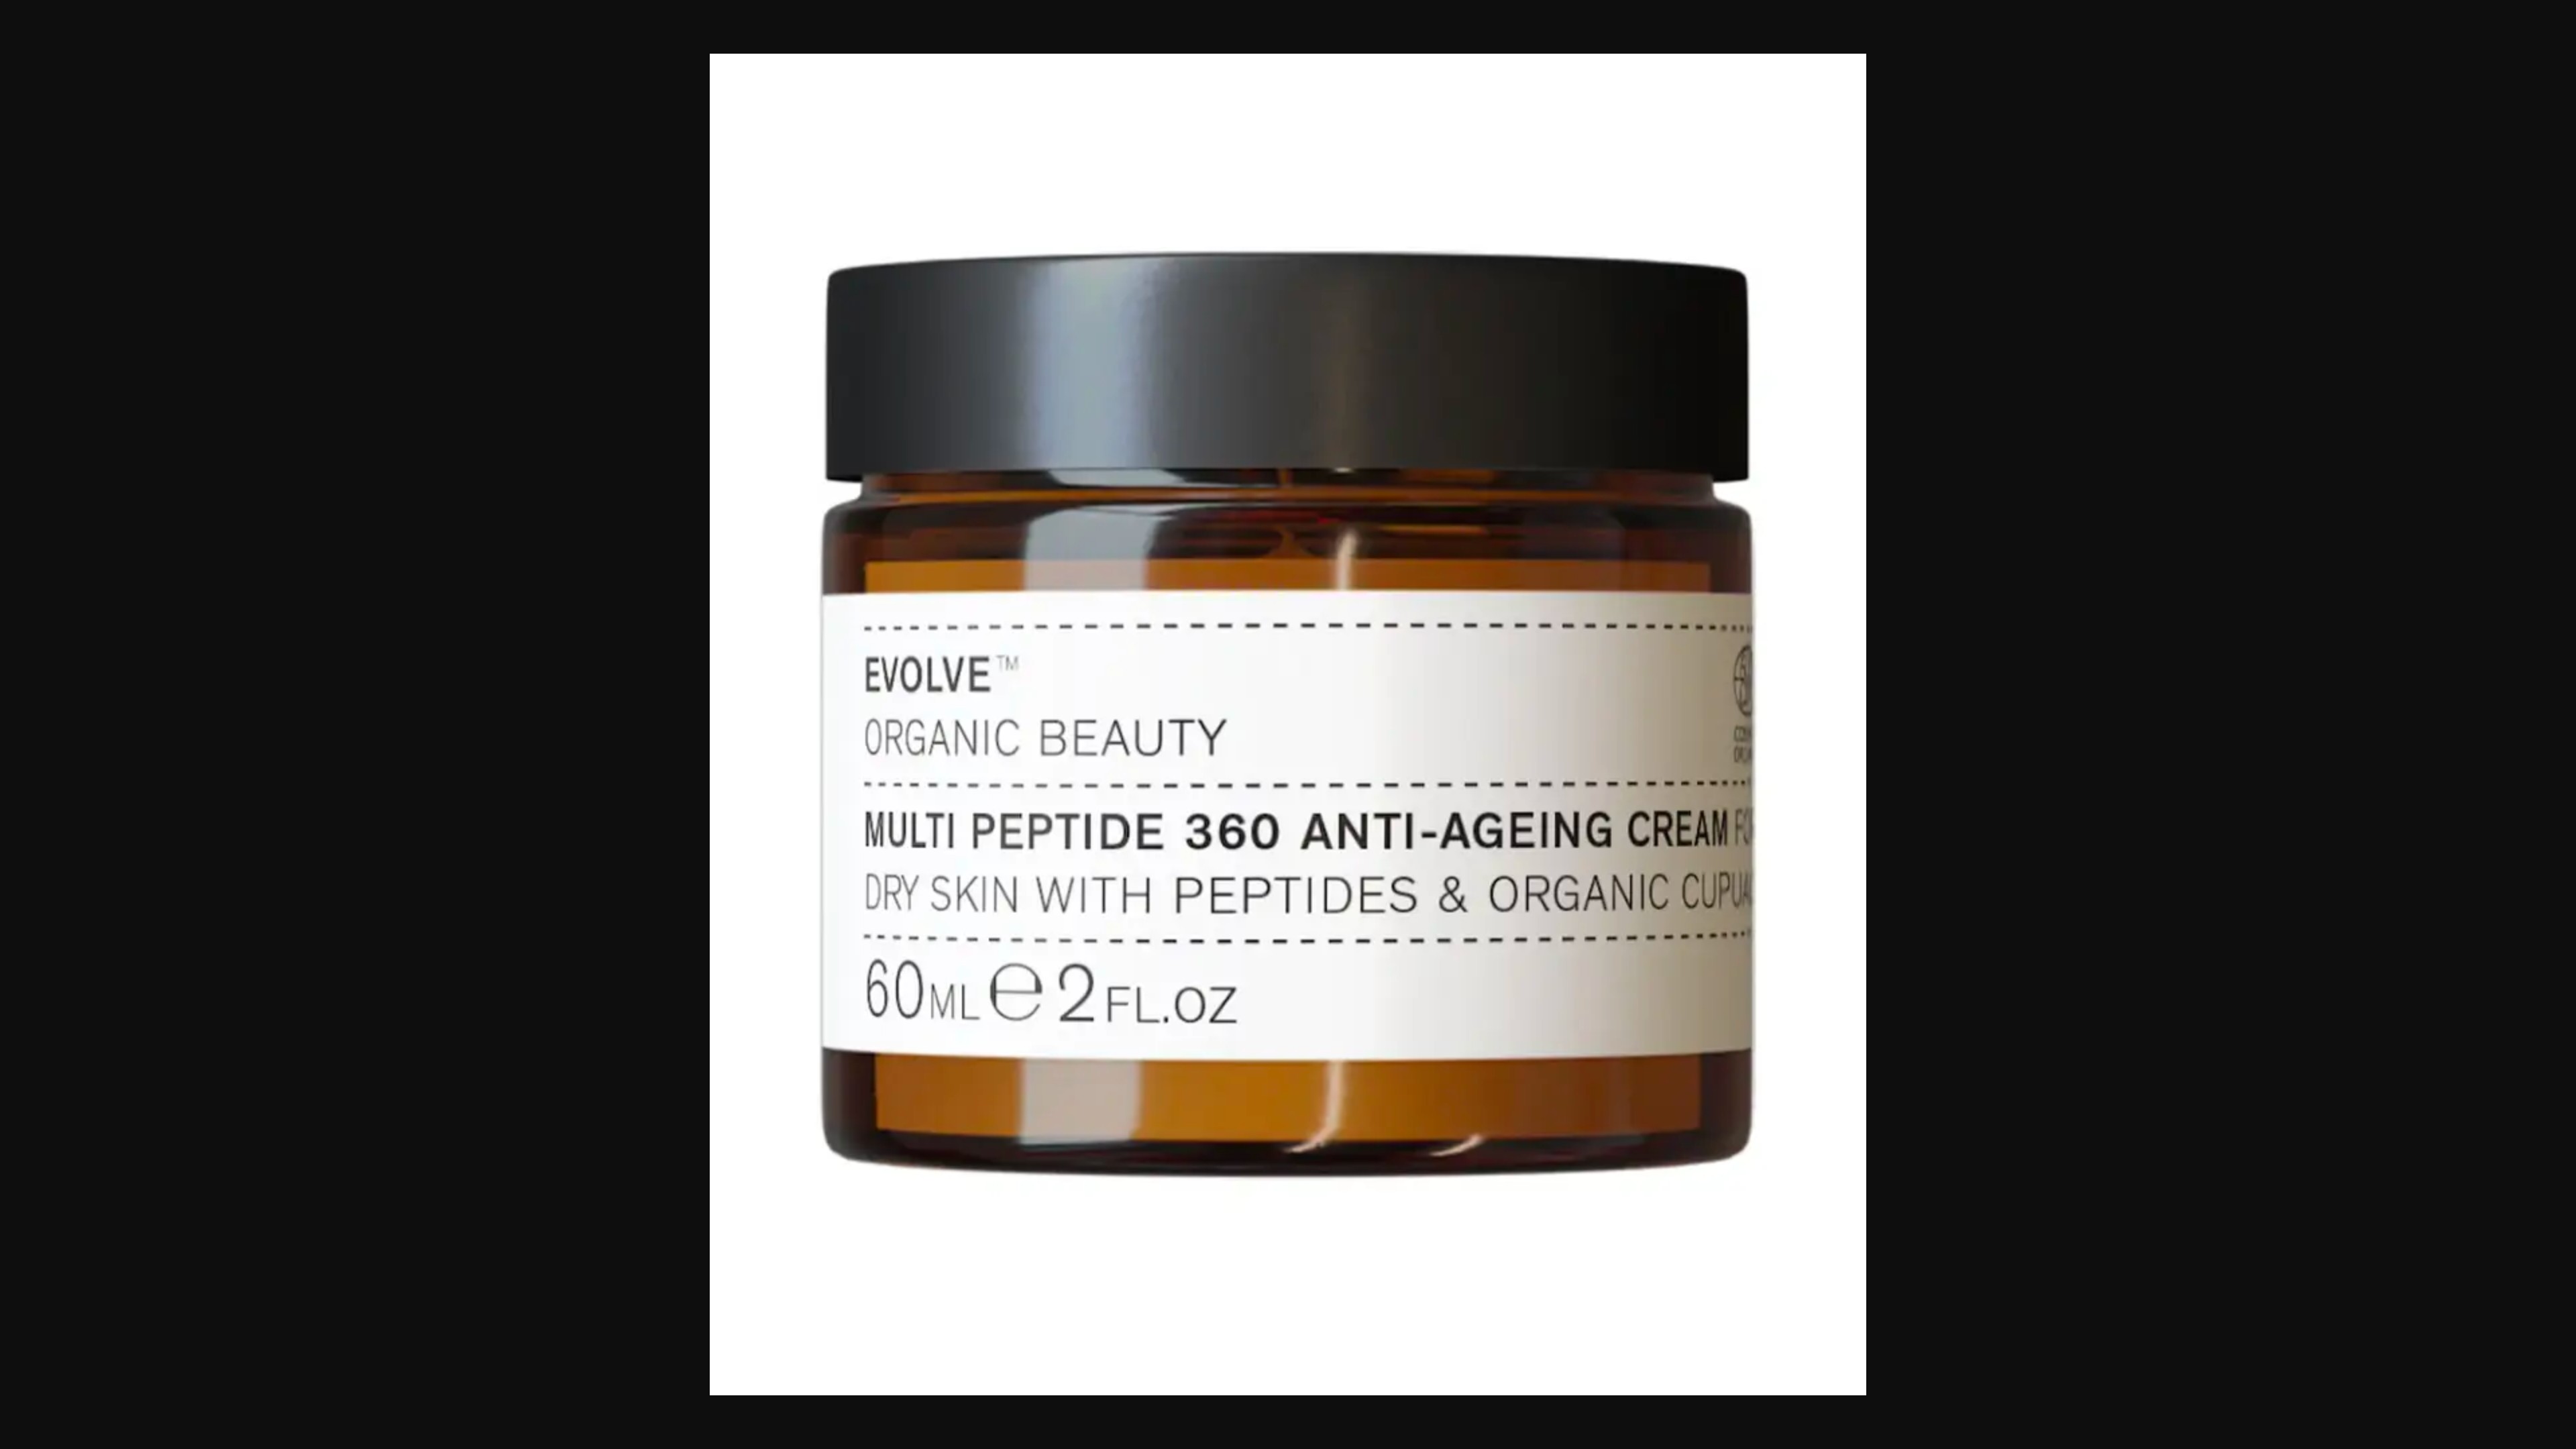 EVOLVE™
ORGANIC BEAUTY
MULTI PEPTIDE 360 ANTI-AGEING CREAM
DRY SKIN WITH PEPTIDES & ORGANIC
60ML e 2FL.OZ